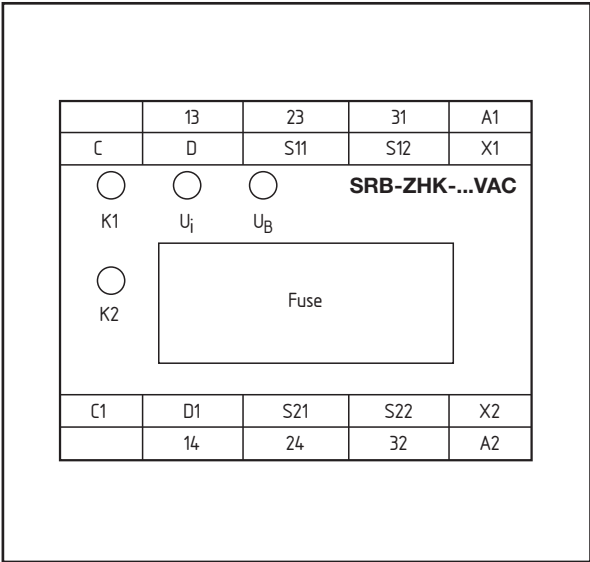 13 23 31 A1
C D S11 S12 X1
SRB-ZHK-...VAC
K1 Ui UB
Fuse
K2
C1 D1 S21 S22 X2
14 24 32 A2